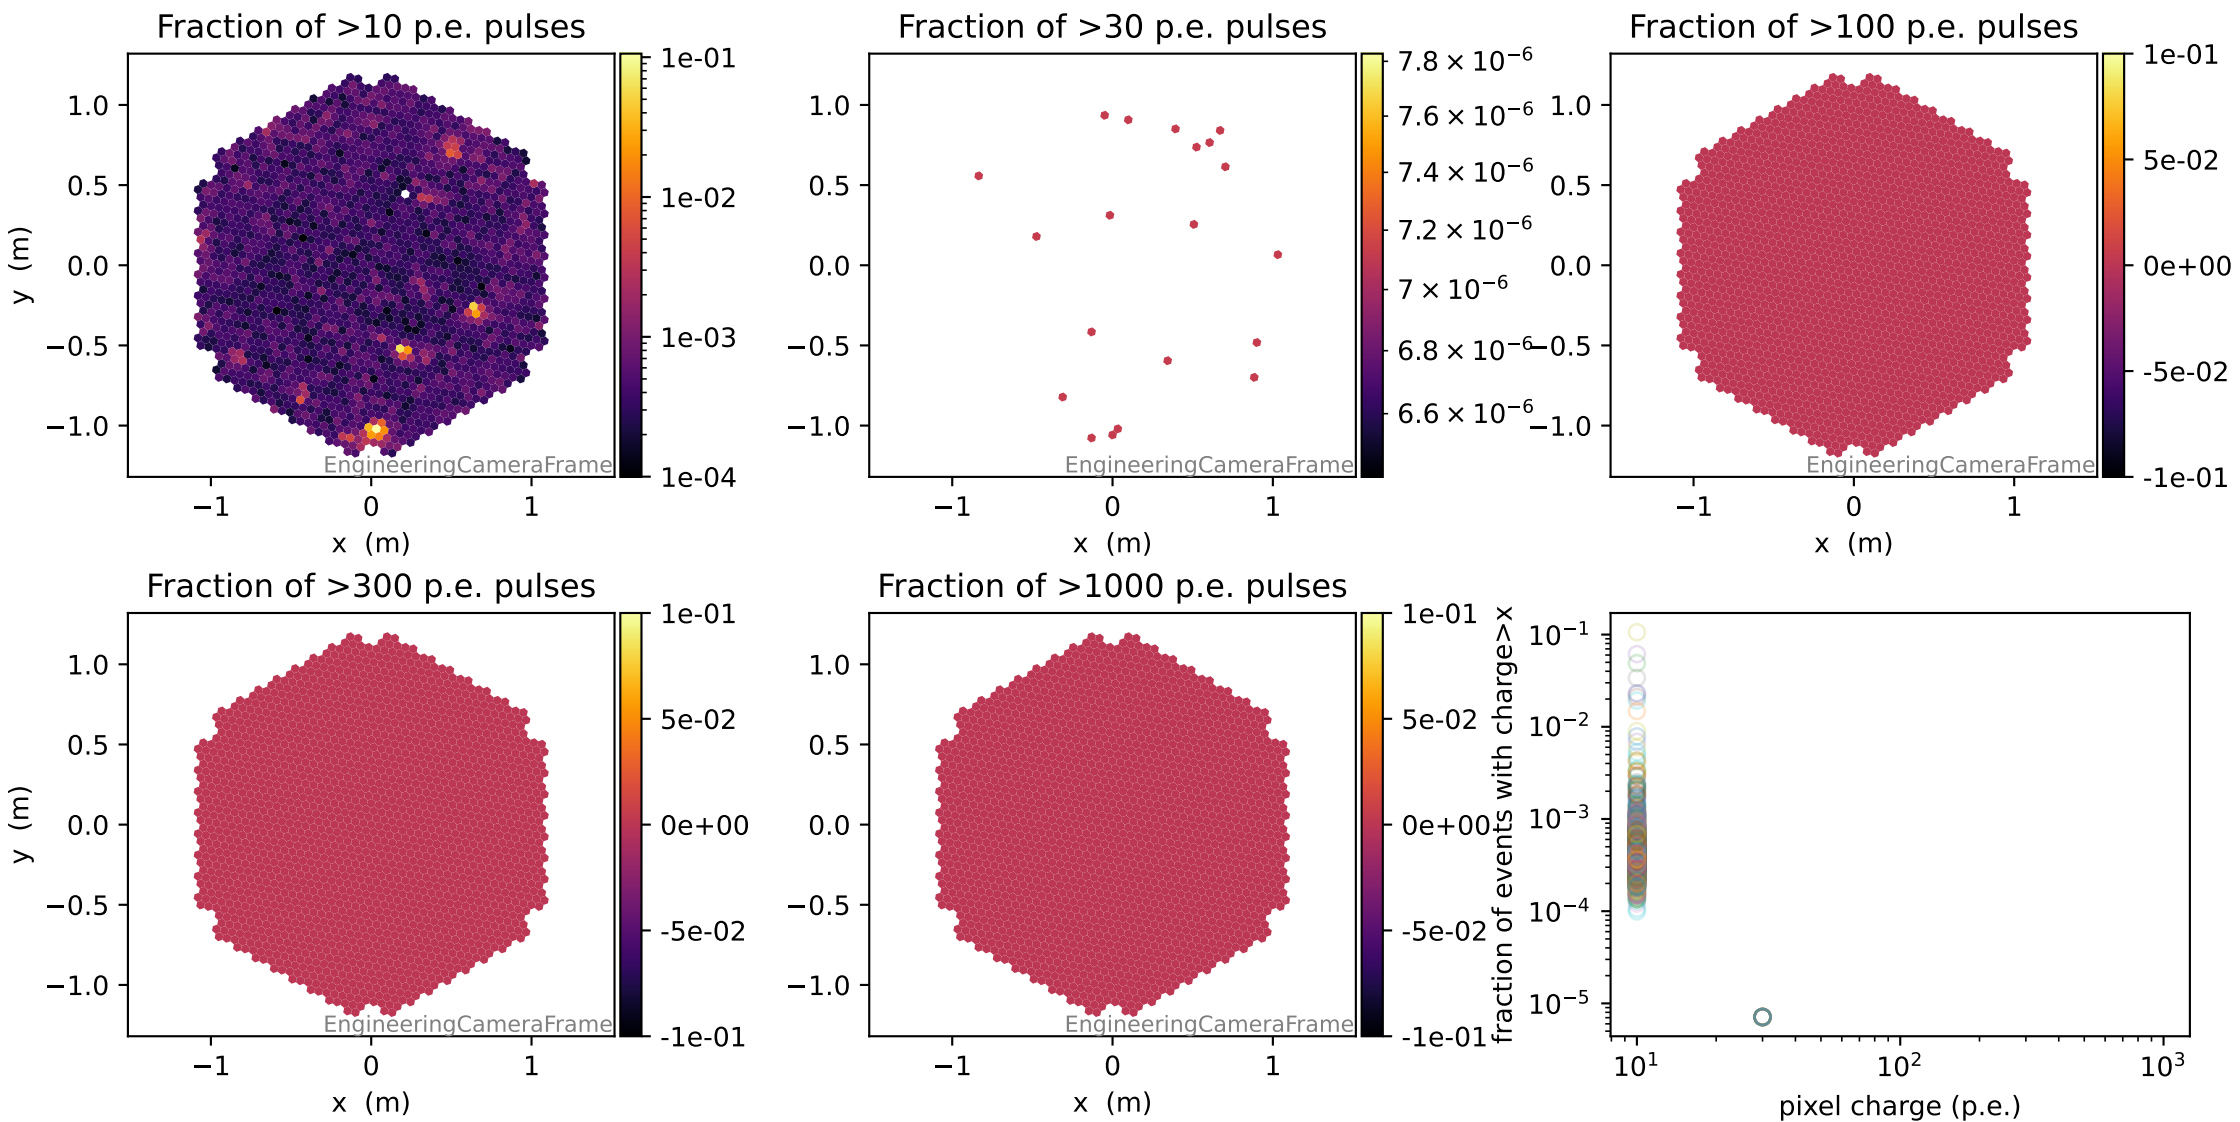 Fraction of >10 p.e. pulses
Fraction of >30 p.e. pulses
Fraction of >100 p.e. pulses
y (m)
1.0
0.5
0.0
−0.5
−1.0
−1
0
1
x (m)
EngineeringCameraFrame
1e-01
1e-02
1e-03
1e-04
1.0
0.5
0.0
−0.5
−1.0
−1
0
1
x (m)
EngineeringCameraFrame
7.8 × 10⁻⁶
7.6 × 10⁻⁶
7.4 × 10⁻⁶
7.2 × 10⁻⁶
7 × 10⁻⁶
6.8 × 10⁻⁶
6.6 × 10⁻⁶
1.0
0.5
0.0
−0.5
−1.0
−1
0
1
x (m)
EngineeringCameraFrame
1e-01
5e-02
0e+00
-5e-02
-1e-01
Fraction of >300 p.e. pulses
Fraction of >1000 p.e. pulses
y (m)
1.0
0.5
0.0
−0.5
−1.0
−1
0
1
x (m)
EngineeringCameraFrame
1e-01
5e-02
0e+00
-5e-02
-1e-01
1.0
0.5
0.0
−0.5
−1.0
−1
0
1
x (m)
EngineeringCameraFrame
1e-01
5e-02
0e+00
-5e-02
-1e-01
fraction of events with charge>x
10⁻¹
10⁻²
10⁻³
10⁻⁴
10⁻⁵
10¹
10²
10³
pixel charge (p.e.)